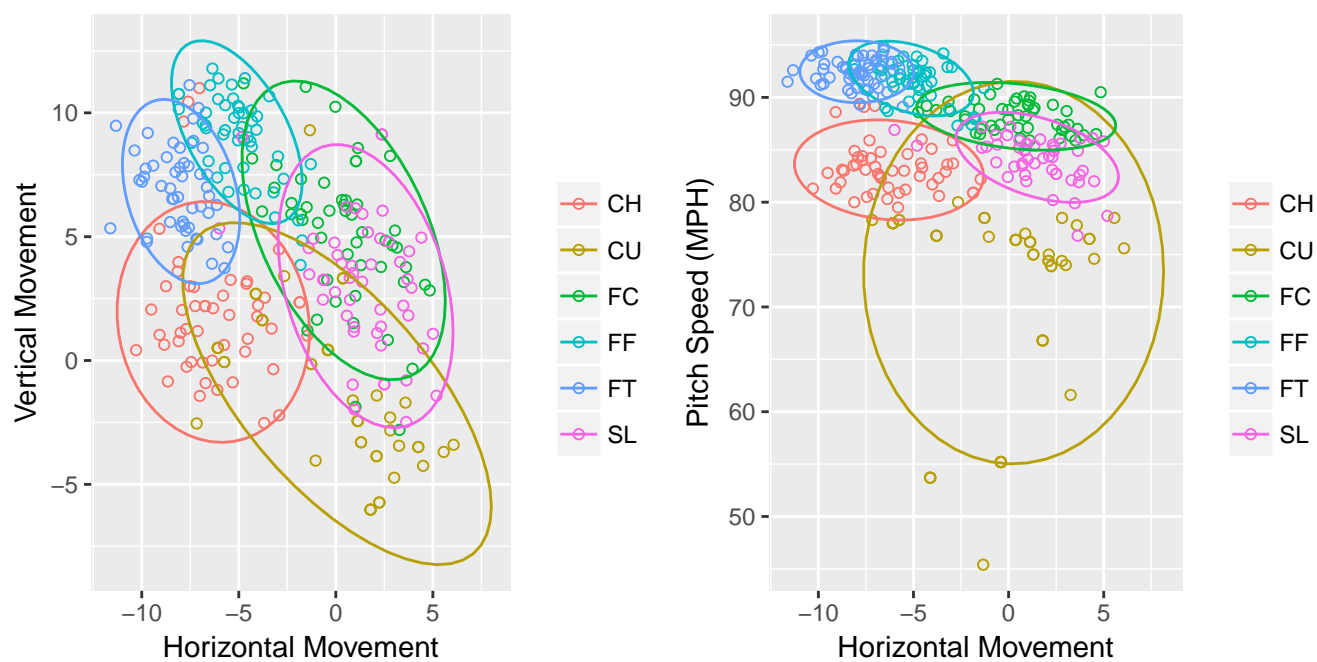 Vertical Movement
10
5
0
−5
−10
−5
0
5
Horizontal Movement
CH
CU
FC
FF
FT
SL
Pitch Speed (MPH)
90
80
70
60
50
−10
−5
0
5
Horizontal Movement
CH
CU
FC
FF
FT
SL